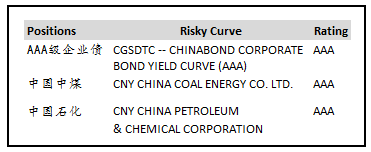 Positions Risky Curve Rating
AAA级企业债 CGSDTC -- CHINABOND CORPORATE AAA
BOND YIELD CURVE (AAA)
中国中煤 CNY CHINA COAL ENERGY CO. LTD. AAA
中国石化 CNY CHINA PETROLEUM AAA
& CHEMICAL CORPORATION